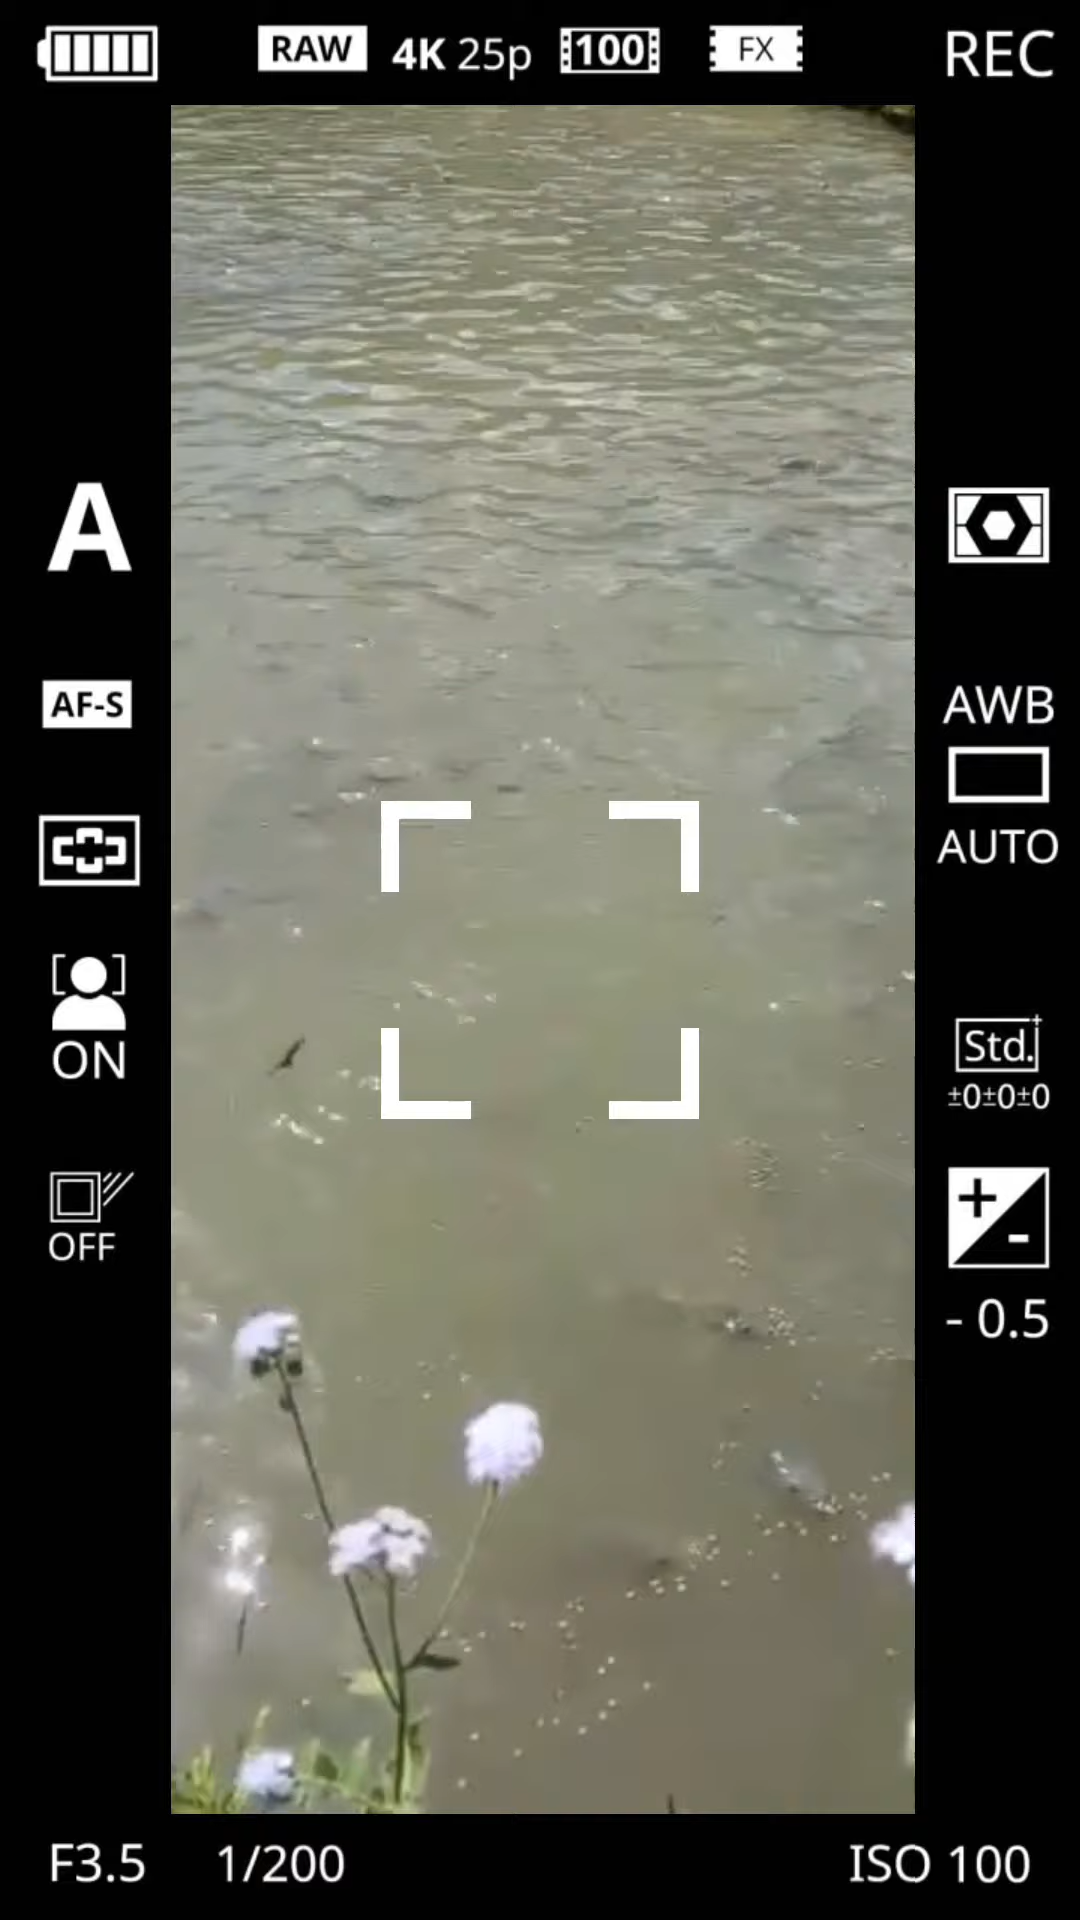 RAW 4K 25p 100 FX REC
A
AF-S
AWB
AUTO
ON
Std.+
±0±0±0
OFF
+ -
- 0.5
F3.5 1/200 ISO 100